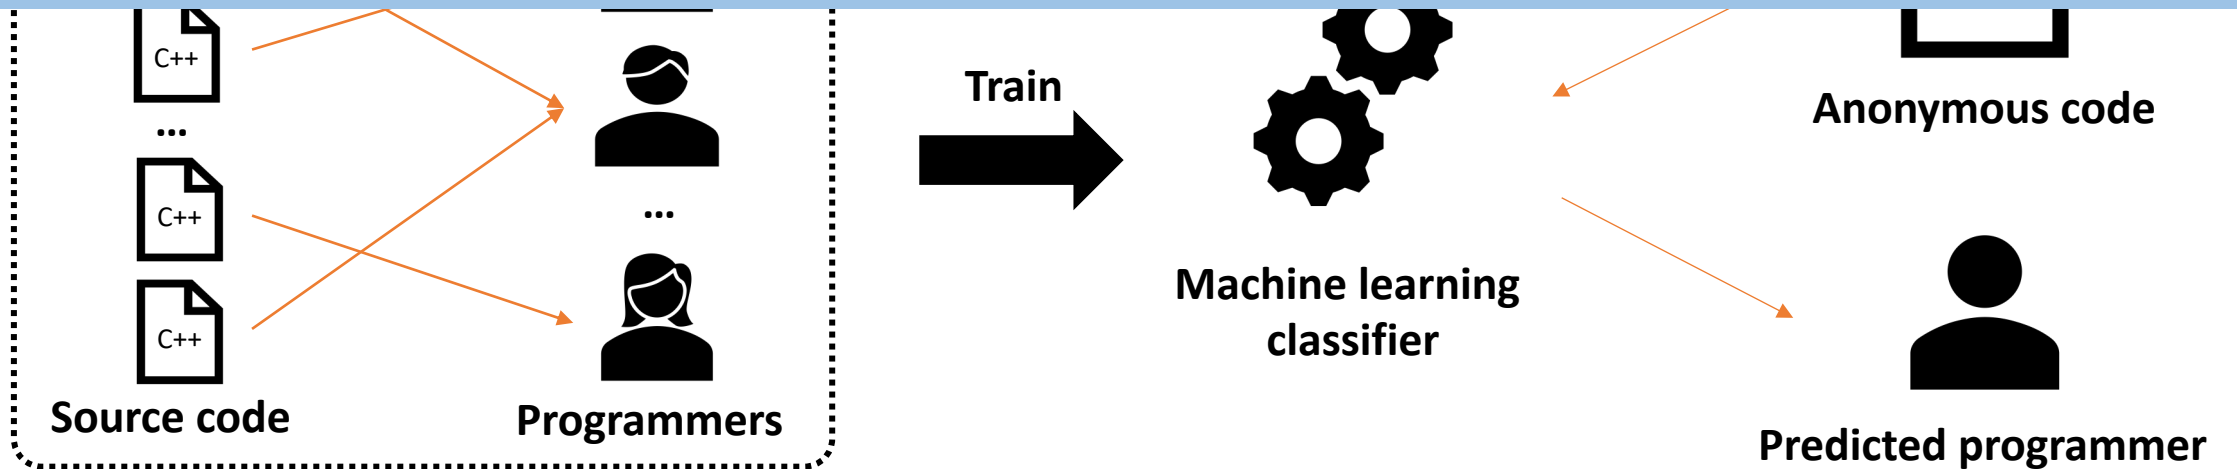 C++
...
C++
C++
Source code
...
Programmers
Train
Machine learning
classifier
Anonymous code
Predicted programmer